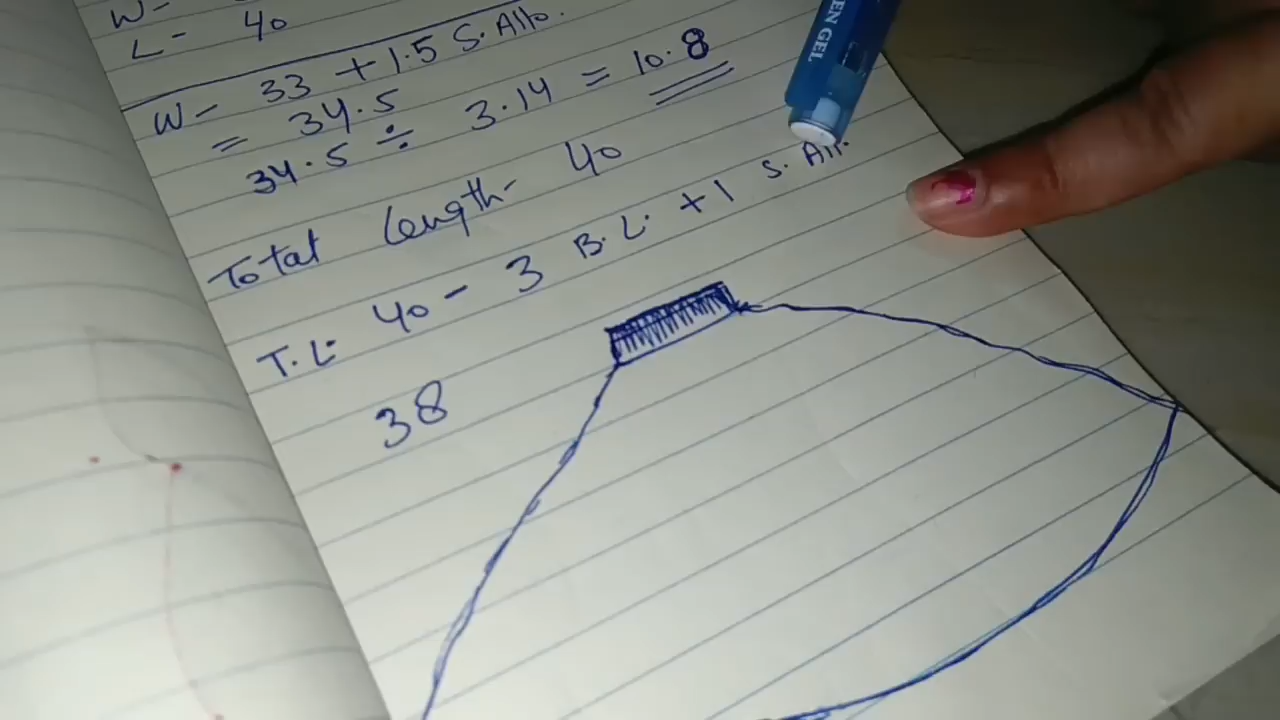 W-
L- 40
W- 33 + 1.5 S. Allo.
= 34.5
34.5 ÷ 3.14 = 10.8
Total Length- 40
T.L. 40 - 3 B.L. + 1 S. All.
38
EN GEL